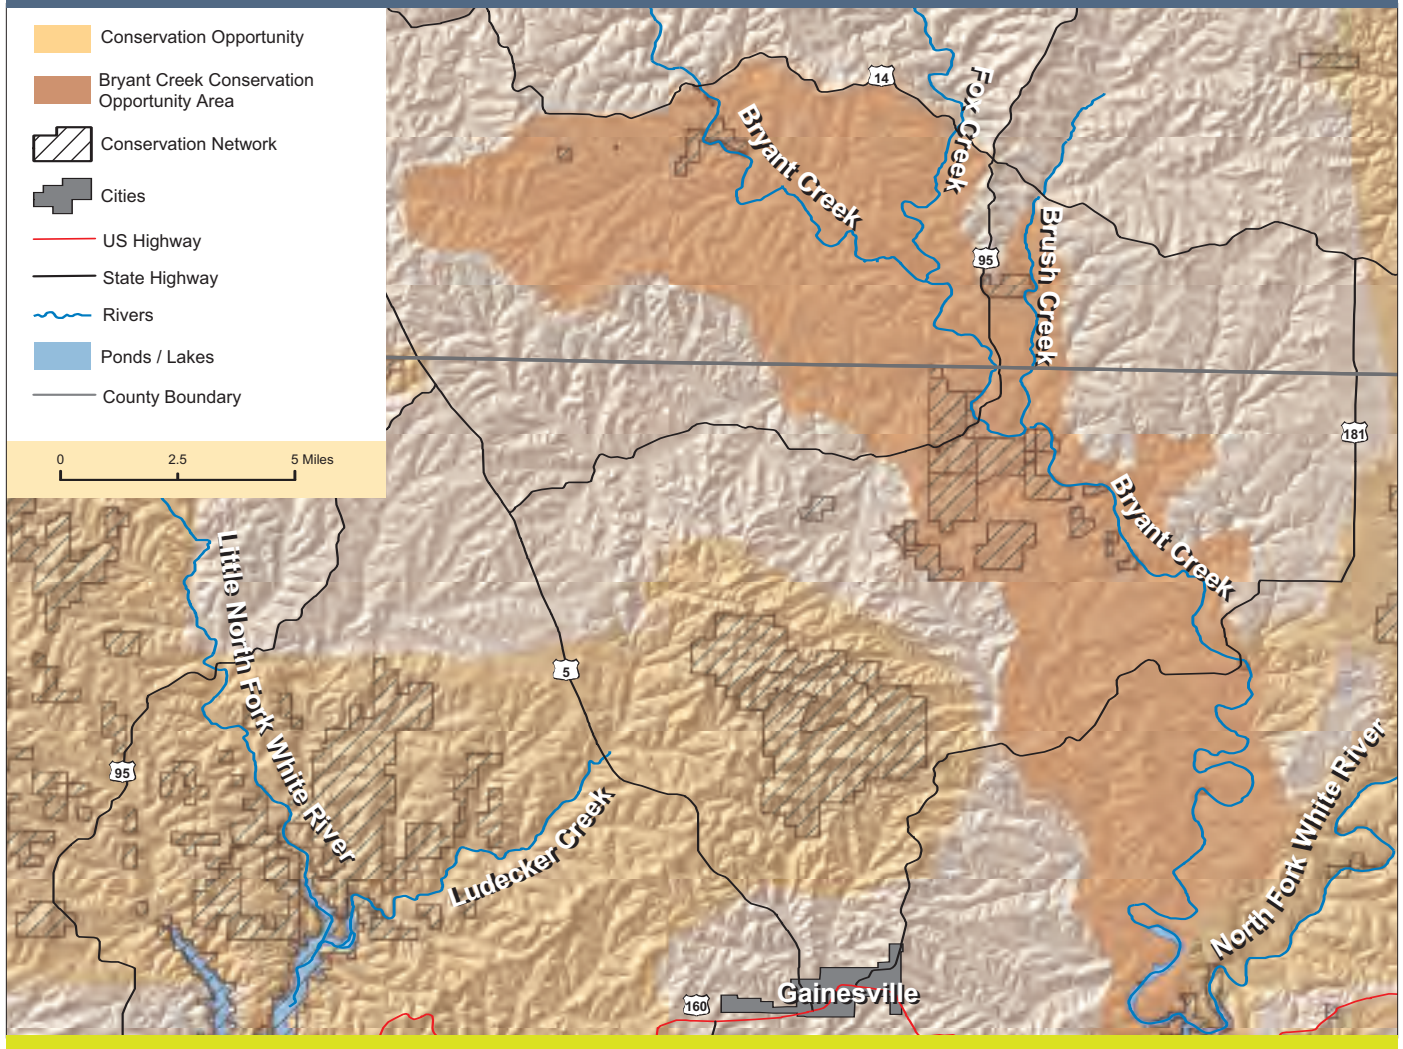 Conservation Opportunity
Bryant Creek Conservation
Opportunity Area
Conservation Network
Cities
US Highway
State Highway
Rivers
Ponds / Lakes
County Boundary
0 2.5 5 Miles
14
Fox Creek
Bryant Creek
95
Brush Creek
181
Bryant Creek
Little North Fork White River
5
95
Ludecker Creek
North Fork White River
160
Gainesville